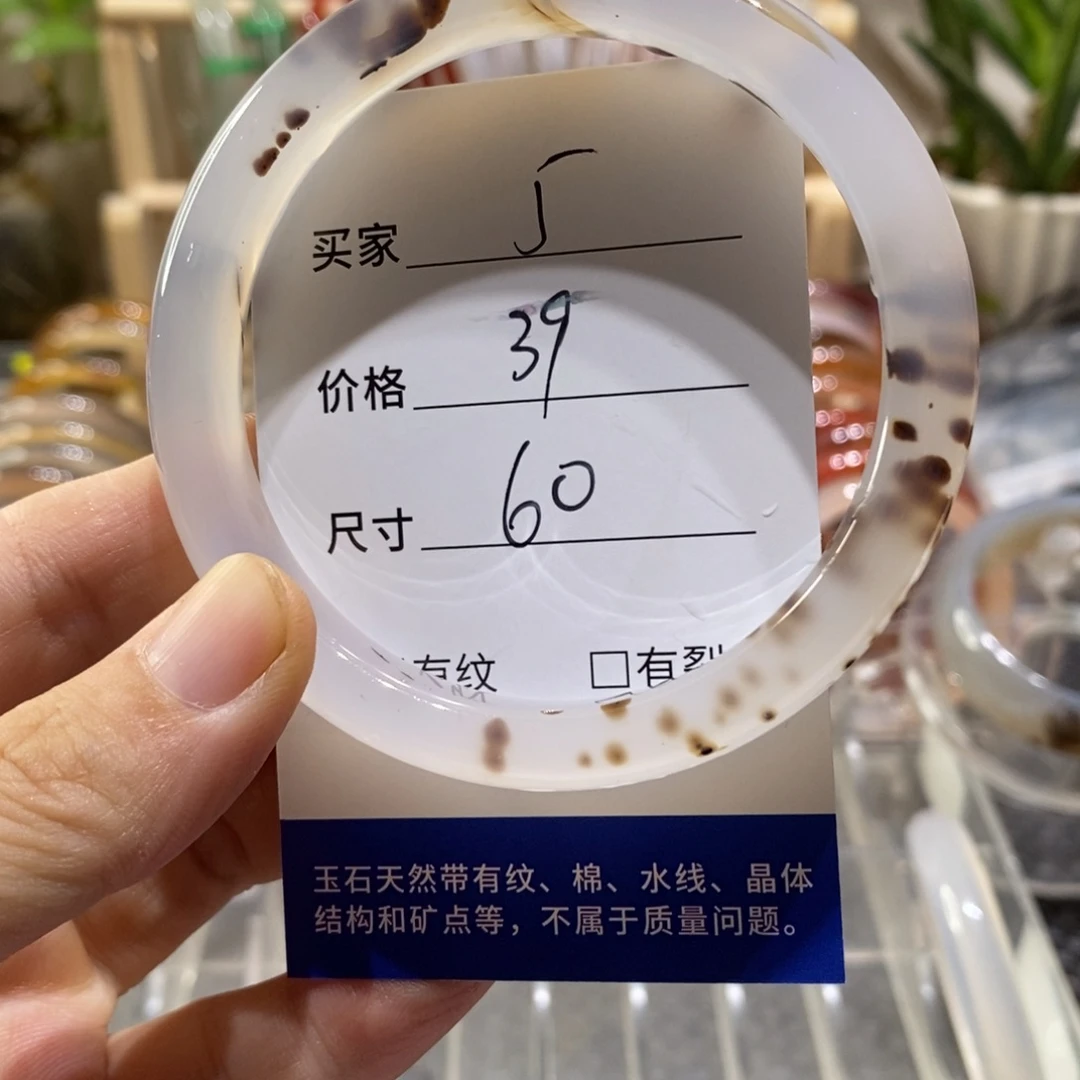 买家 J
价格 39
尺寸 60
有纹 □有裂
玉石天然带有纹、棉、水线、晶体
结构和矿点等，不属于质量问题。